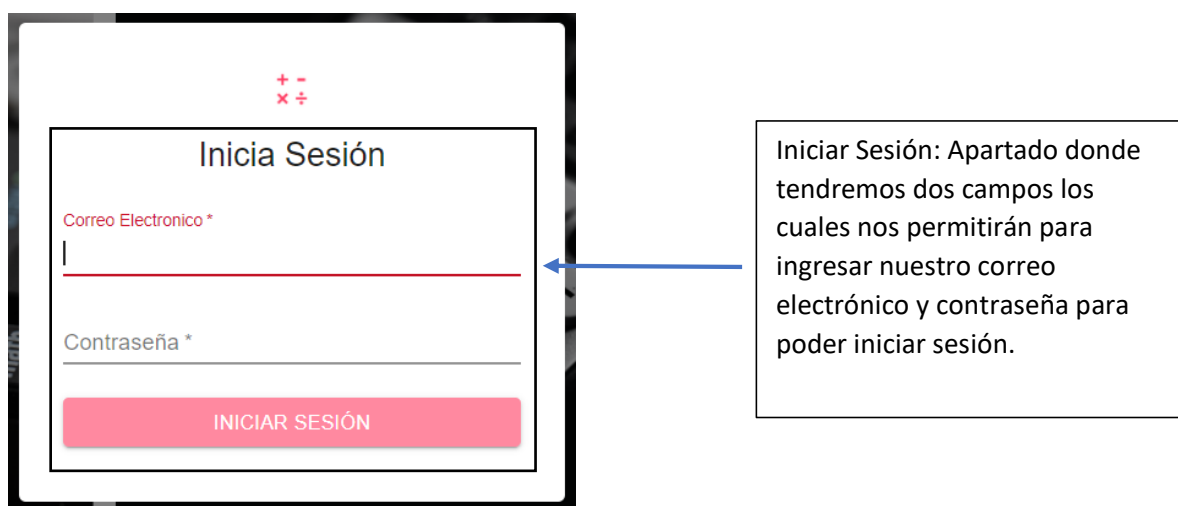 + -
× ÷
Inicia Sesión
Correo Electronico *
Contraseña *
INICIAR SESIÓN
Iniciar Sesión: Apartado donde
tendremos dos campos los
cuales nos permitirán para
ingresar nuestro correo
electrónico y contraseña para
poder iniciar sesión.